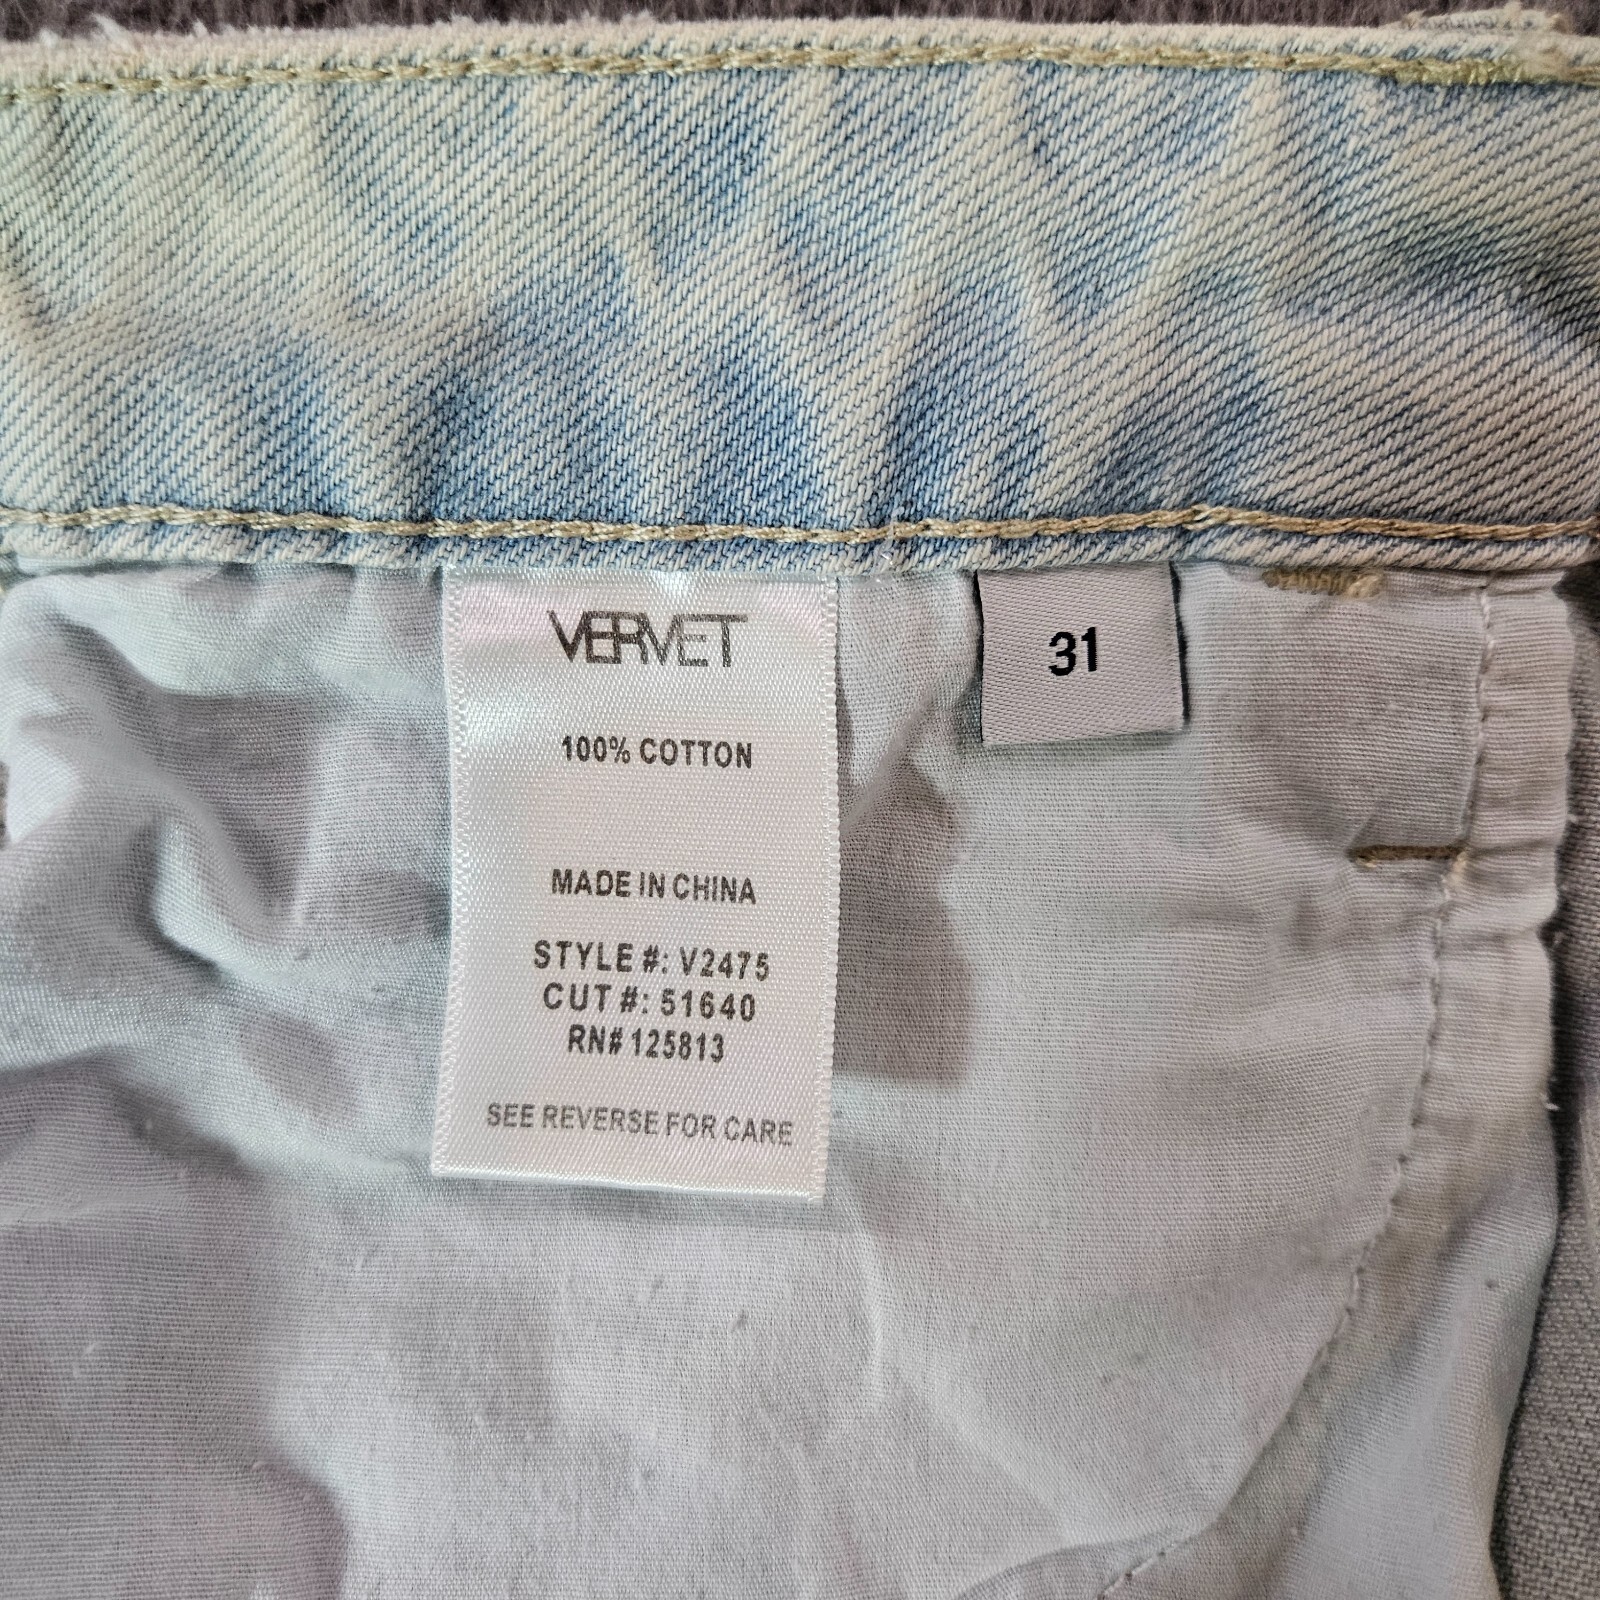 VERVET
31
100% COTTON
MADE IN CHINA
STYLE #: V2475
CUT #: 51640
RN# 125813
SEE REVERSE FOR CARE